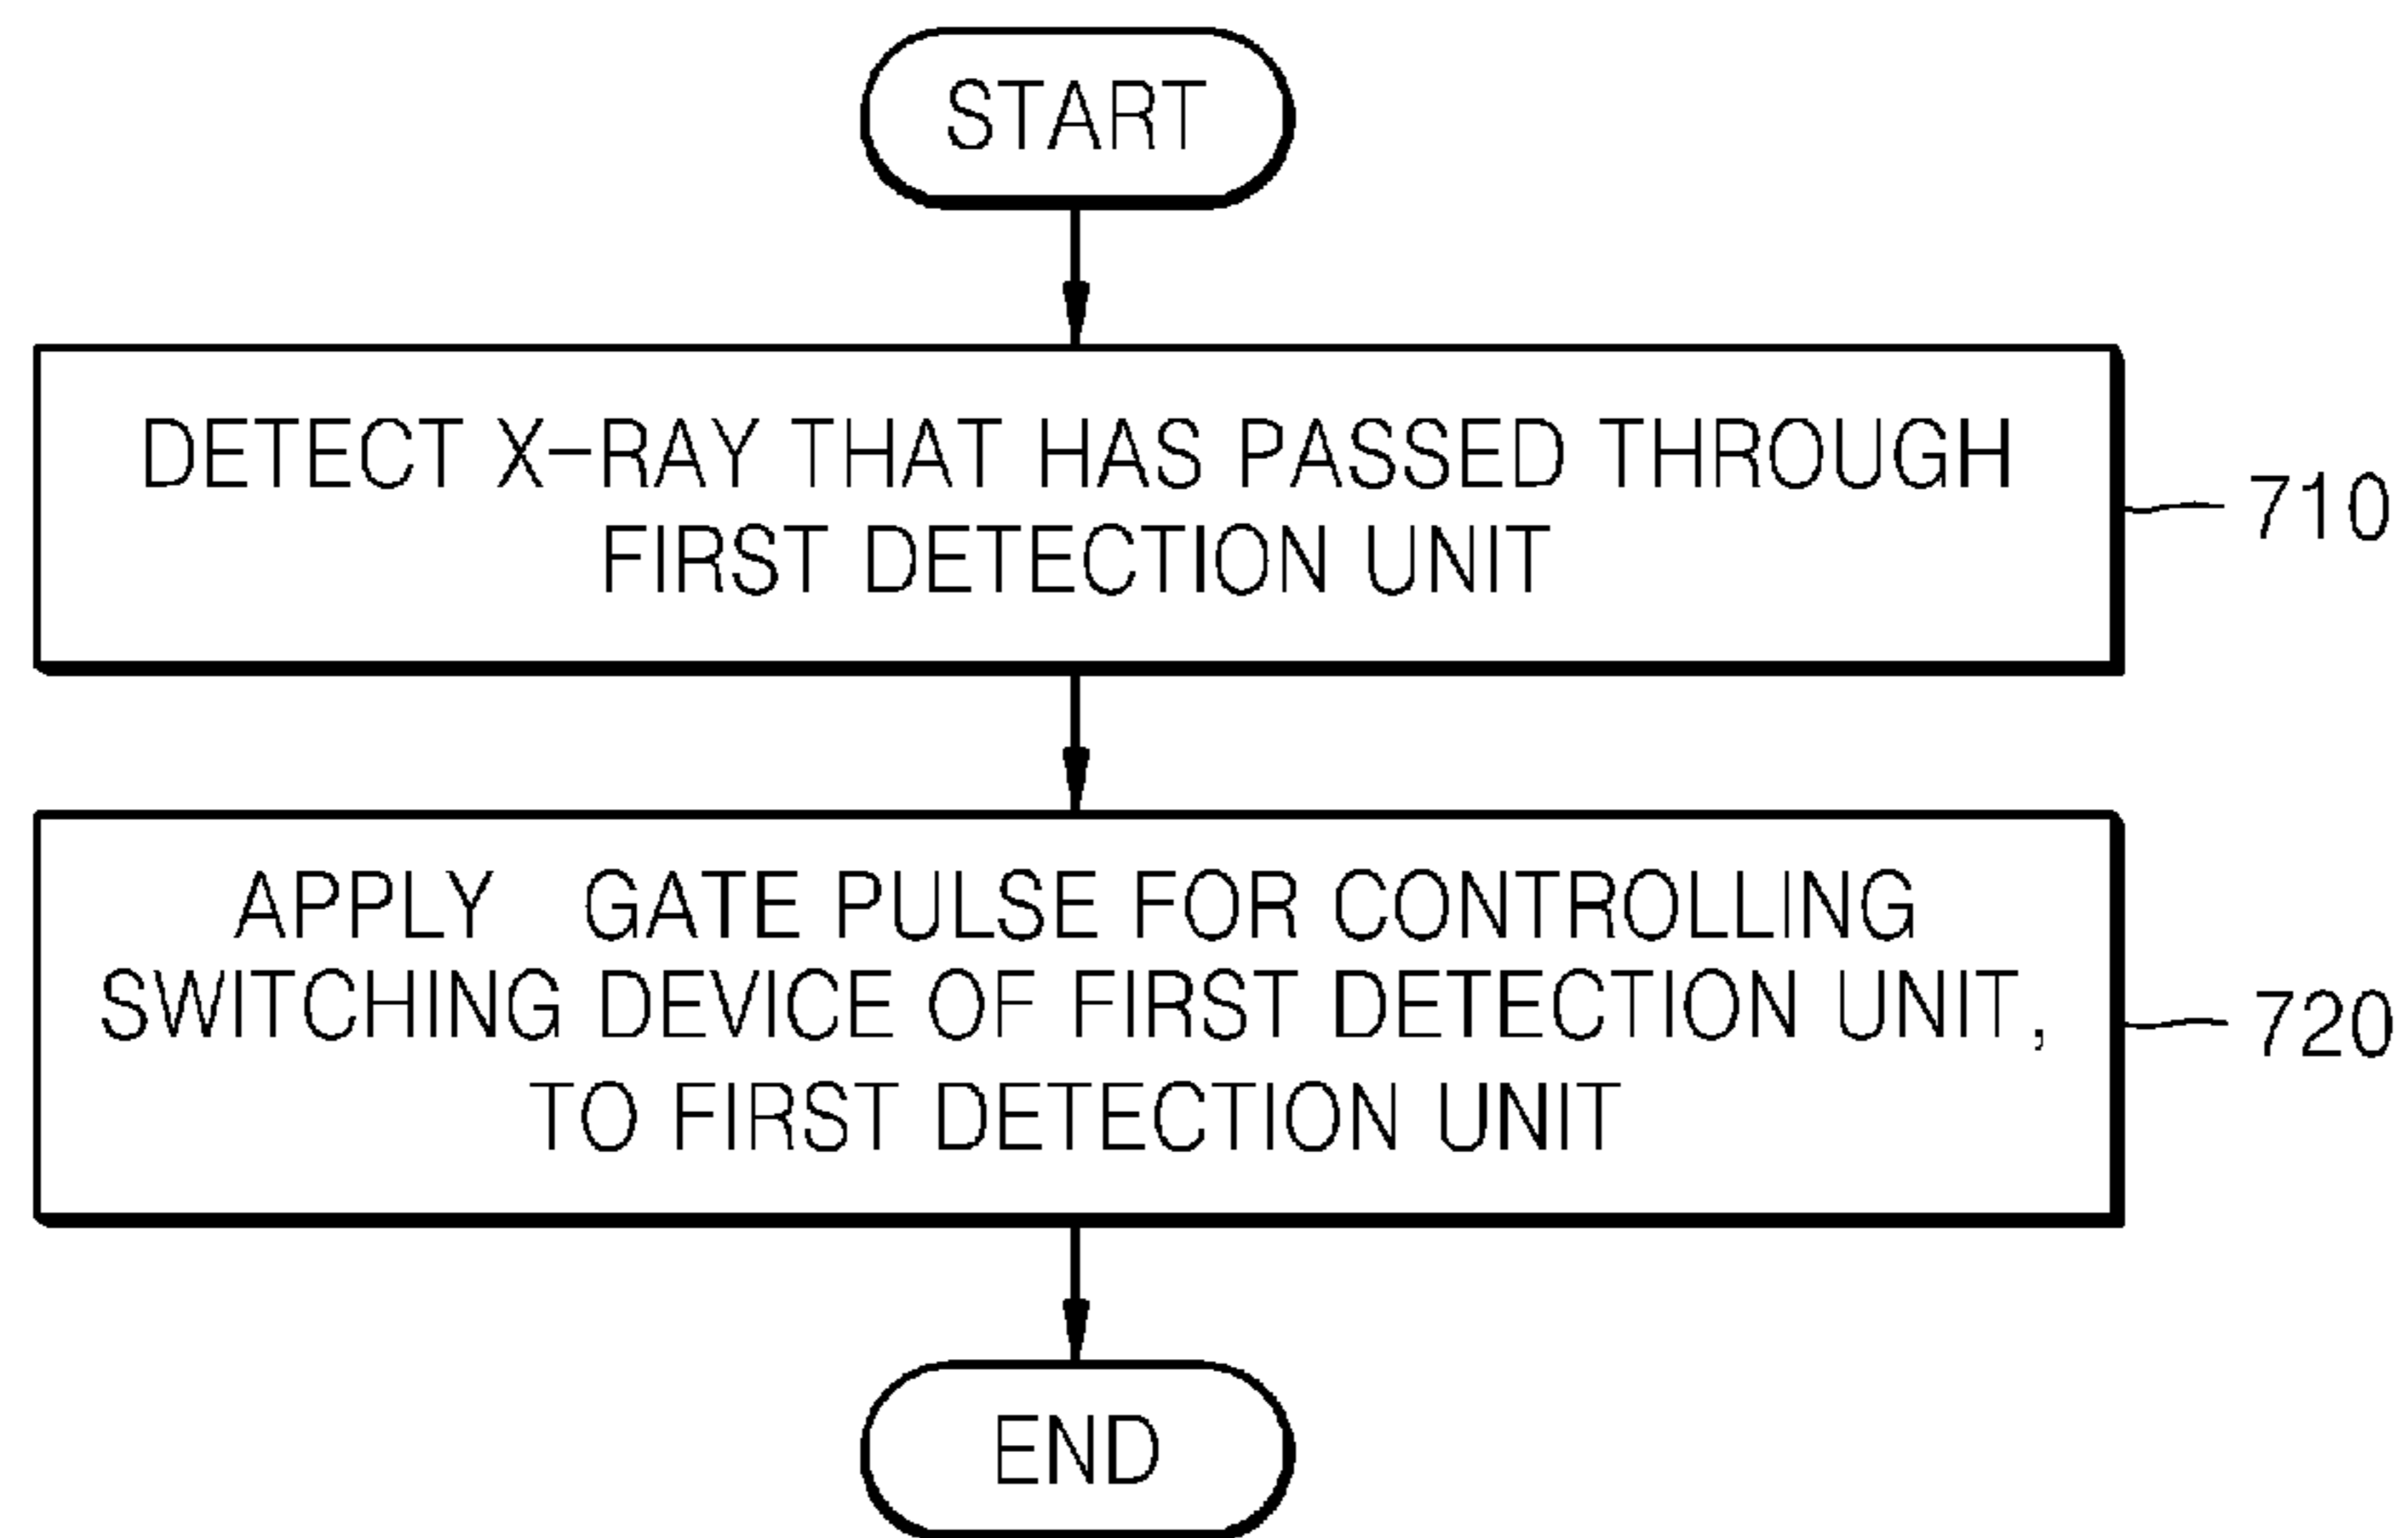 START
DETECT X-RAY THAT HAS PASSED THROUGH
FIRST DETECTION UNIT
710
APPLY GATE PULSE FOR CONTROLLING
SWITCHING DEVICE OF FIRST DETECTION UNIT,
TO FIRST DETECTION UNIT
720
END